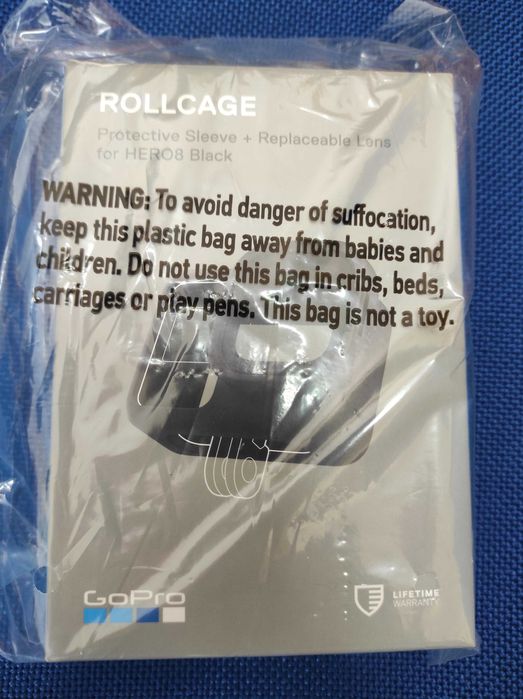 ROLLCAGE
Protective Sleeve + Replaceable Lens
for HERO8 Black
WARNING: To avoid danger of suffocation,
keep this plastic bag away from babies and
children. Do not use this bag in cribs, beds,
carriages or play pens. This bag is not a toy.
GoPro
LIFETIME
WARRANTY